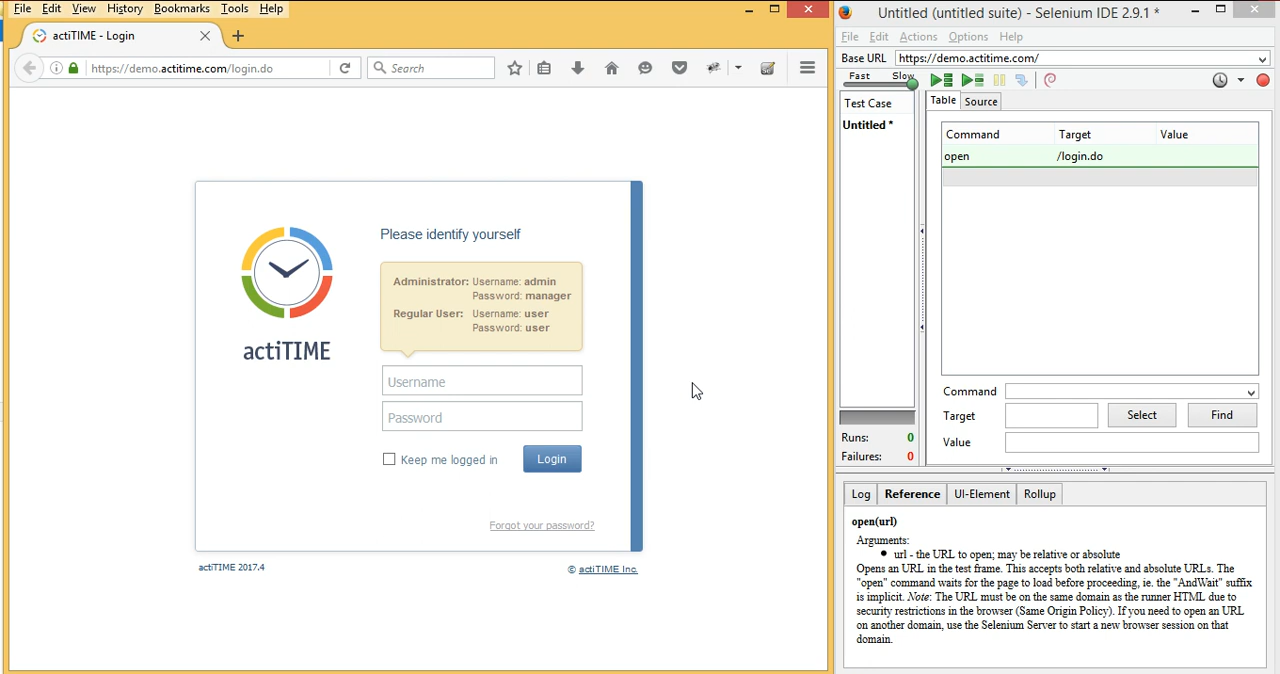 File Edit View History Bookmarks Tools Help
actiTIME - Login
https://demo.actitime.com/login.do
Search
Please identify yourself
Administrator: Username: admin
Password: manager
Regular User: Username: user
Password: user
actiTIME
Username
Password
Keep me logged in
Login
Forgot your password?
actiTIME 2017.4
© actiTIME Inc.
Untitled (untitled suite) - Selenium IDE 2.9.1 *
File Edit Actions Options Help
Base URL https://demo.actitime.com/
Fast Slow
Test Case
Untitled *
Table Source
Command Target Value
open /login.do
Command
Target Select Find
Value
Runs: 0
Failures: 0
Log Reference UI-Element Rollup
open(url)
Arguments:
● url - the URL to open; may be relative or absolute
Opens an URL in the test frame. This accepts both relative and absolute URLs. The
"open" command waits for the page to load before proceeding, ie. the "AndWait" suffix
is implicit. Note: The URL must be on the same domain as the runner HTML due to
security restrictions in the browser (Same Origin Policy). If you need to open an URL
on another domain, use the Selenium Server to start a new browser session on that
domain.